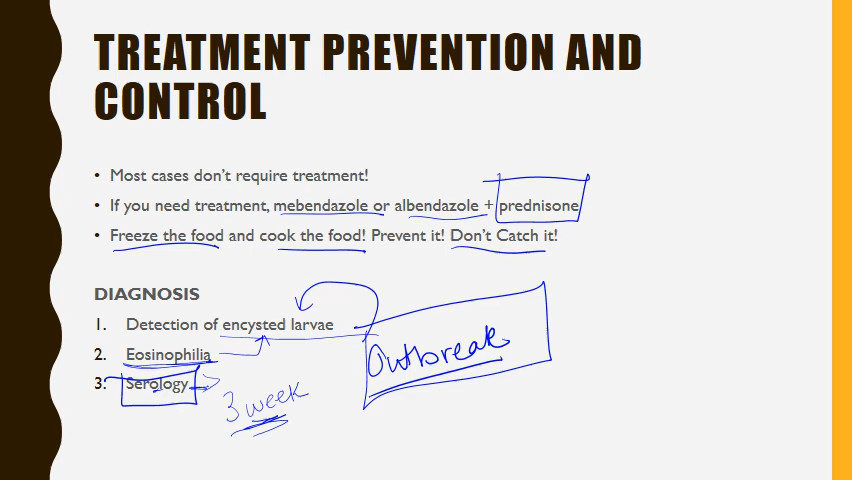 TREATMENT PREVENTION AND
CONTROL
• Most cases don't require treatment!
• If you need treatment, mebendazole or albendazole + prednisone
• Freeze the food and cook the food! Prevent it! Don't Catch it!
DIAGNOSIS
1. Detection of encysted larvae
2. Eosinophilia
Outbreak
3. Serology
3 week